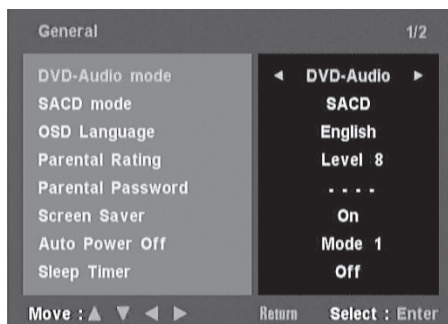 General 1/2
DVD-Audio mode ◄ DVD-Audio ►
SACD mode SACD
OSD Language English
Parental Rating Level 8
Parental Password - - - -
Screen Saver On
Auto Power Off Mode 1
Sleep Timer Off
Move : ▲ ▼ ◄ ► Return Select : Enter